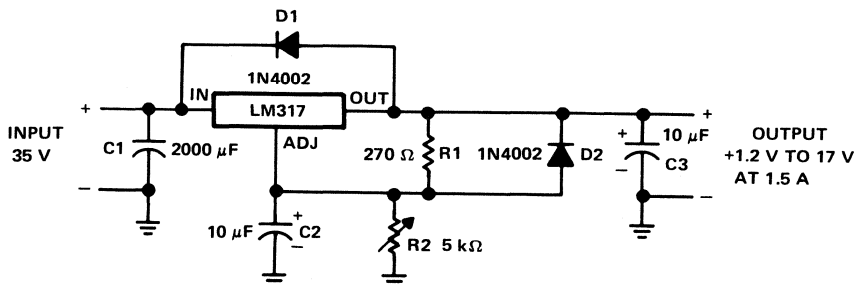 D1
1N4002
IN
LM317
OUT
ADJ
+
INPUT
35 V
−
C1
2000 μF
270 Ω
R1
1N4002
D2
+
10 μF
C3
−
+
OUTPUT
+1.2 V TO 17 V
AT 1.5 A
−
10 μF
+
C2
−
R2 5 kΩ